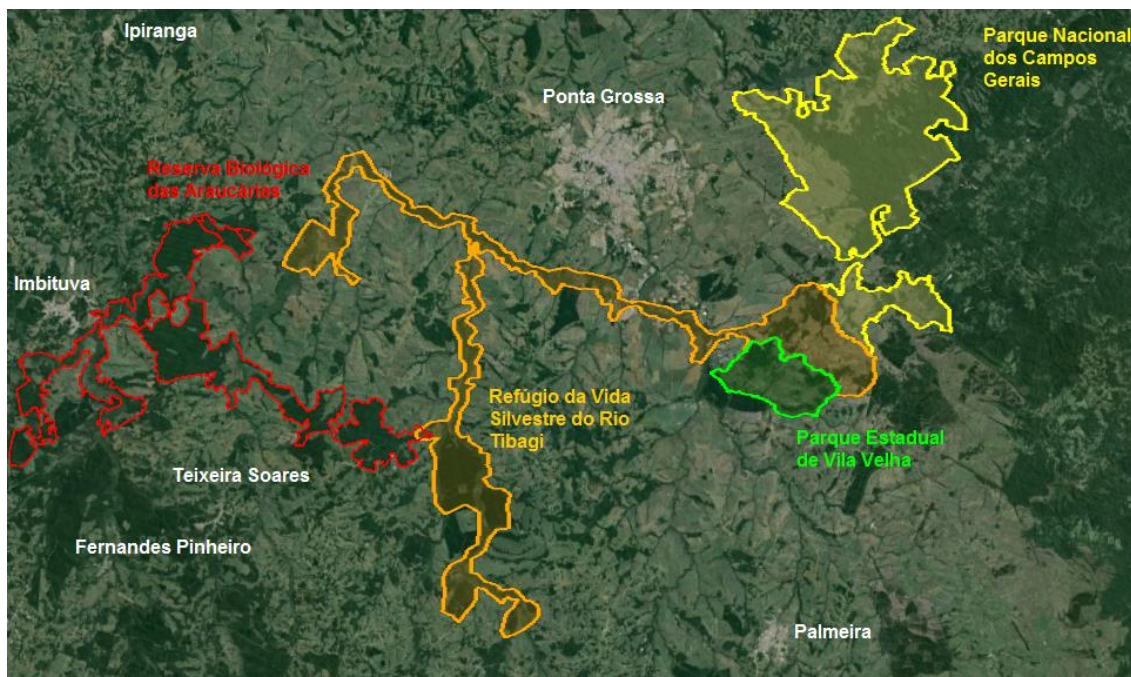 Ipiranga
Parque Nacional
dos Campos
Gerais
Ponta Grossa
Reserva Biológica
das Araucárias
Imbituva
Refúgio da Vida
Silvestre do Rio
Tibagi
Parque Estadual
de Vila Velha
Teixeira Soares
Fernandes Pinheiro
Palmeira